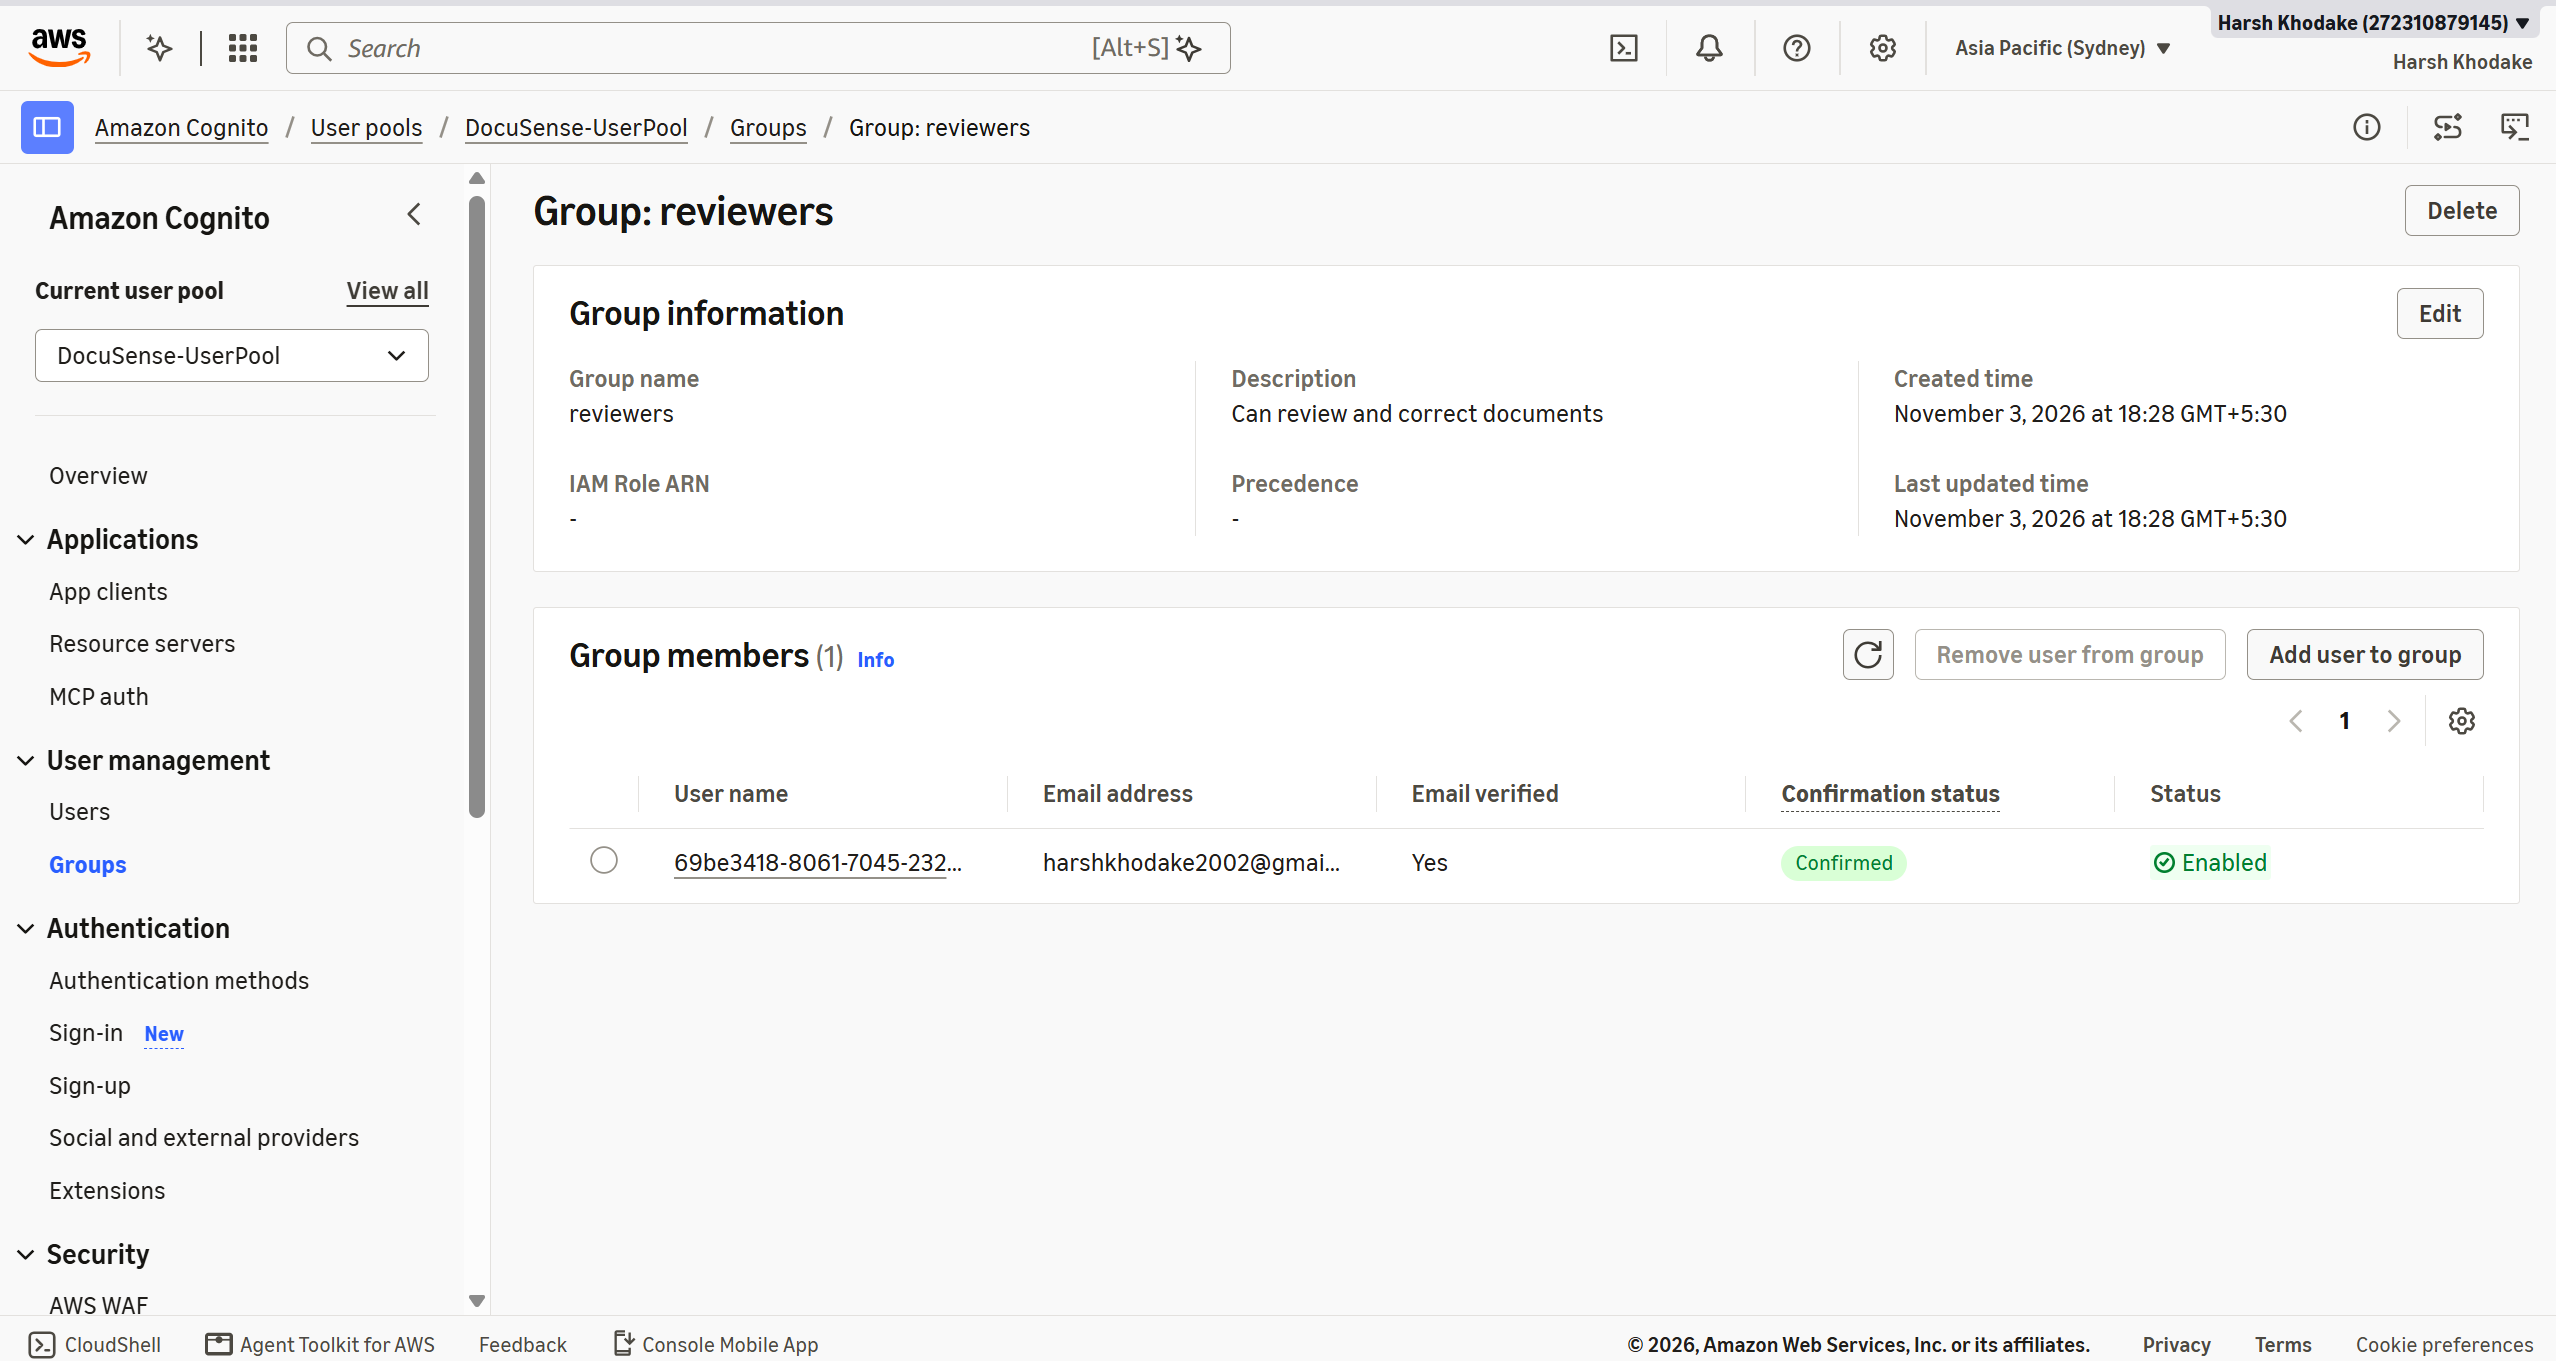 aws
Search
[Alt+S]
Asia Pacific (Sydney)
Harsh Khodake (272310879145)
Harsh Khodake
Amazon Cognito / User pools / DocuSense-UserPool / Groups / Group: reviewers
Amazon Cognito
Current user pool
View all
DocuSense-UserPool
Overview
Applications
App clients
Resource servers
MCP auth
User management
Users
Groups
Authentication
Authentication methods
Sign-in New
Sign-up
Social and external providers
Extensions
Security
AWS WAF
Group: reviewers
Delete
Group information
Edit
Group name
reviewers
IAM Role ARN
-
Description
Can review and correct documents
Precedence
-
Created time
November 3, 2026 at 18:28 GMT+5:30
Last updated time
November 3, 2026 at 18:28 GMT+5:30
Group members (1) Info
Remove user from group
Add user to group
1
User name Email address Email verified Confirmation status Status
69be3418-8061-7045-232... harshkhodake2002@gmai... Yes Confirmed Enabled
CloudShell Agent Toolkit for AWS Feedback Console Mobile App
© 2026, Amazon Web Services, Inc. or its affiliates. Privacy Terms Cookie preferences